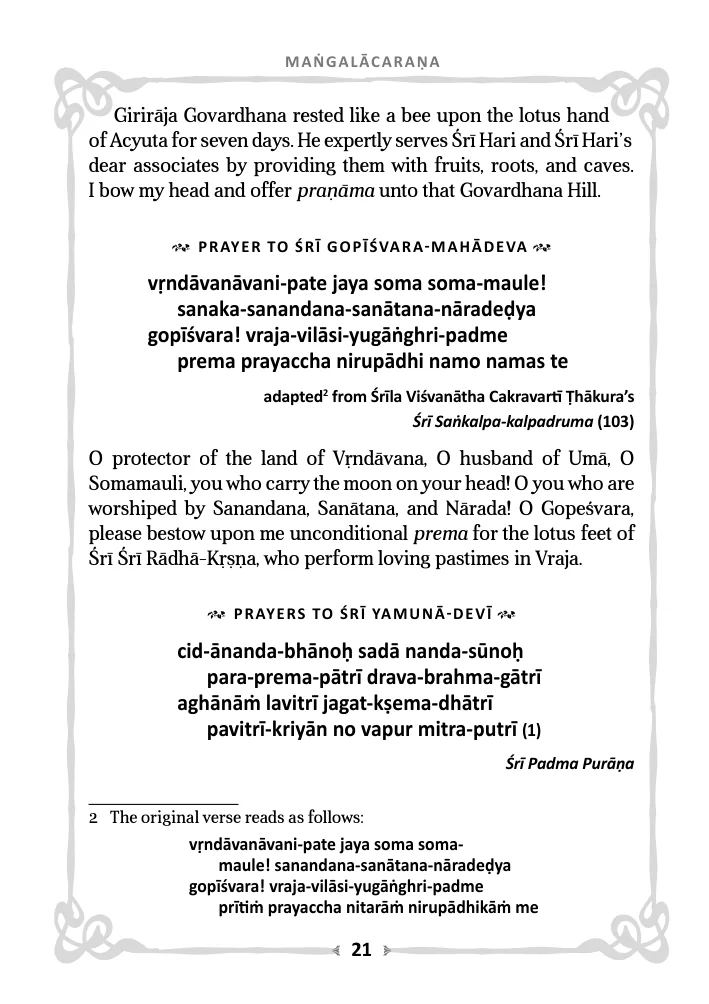 MAṄGALĀCARAṆA
Girirāja Govardhana rested like a bee upon the lotus hand
of Acyuta for seven days. He expertly serves Śrī Hari and Śrī Hari's
dear associates by providing them with fruits, roots, and caves.
I bow my head and offer praṇāma unto that Govardhana Hill.
PRAYER TO ŚRĪ GOPĪŚVARA-MAHĀDEVA
vṛndāvanāvani-pate jaya soma soma-maule!
sanaka-sanandana-sanātana-nāradeḍya
gopīśvara! vraja-vilāsi-yugāṅghri-padme
prema prayaccha nirupādhi namo namas te
adapted² from Śrīla Viśvanātha Cakravartī Ṭhākura's
Śrī Saṅkalpa-kalpadruma (103)
O protector of the land of Vṛndāvana, O husband of Umā, O
Somamauli, you who carry the moon on your head! O you who are
worshiped by Sanandana, Sanātana, and Nārada! O Gopeśvara,
please bestow upon me unconditional prema for the lotus feet of
Śrī Śrī Rādhā-Kṛṣṇa, who perform loving pastimes in Vraja.
PRAYERS TO ŚRĪ YAMUNĀ-DEVĪ
cid-ānanda-bhānoḥ sadā nanda-sūnoḥ
para-prema-pātrī drava-brahma-gātrī
aghānāṁ lavitrī jagat-kṣema-dhātrī
pavitrī-kriyān no vapur mitra-putrī (1)
Śrī Padma Purāṇa
2 The original verse reads as follows:
vṛndāvanāvani-pate jaya soma soma-
maule! sanandana-sanātana-nāradeḍya
gopīśvara! vraja-vilāsi-yugāṅghri-padme
prītiṁ prayaccha nitarāṁ nirupādhikāṁ me
21